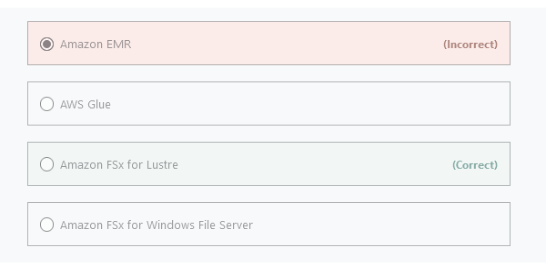 Amazon EMR (Incorrect)
AWS Glue
Amazon FSx for Lustre (Correct)
Amazon FSx for Windows File Server